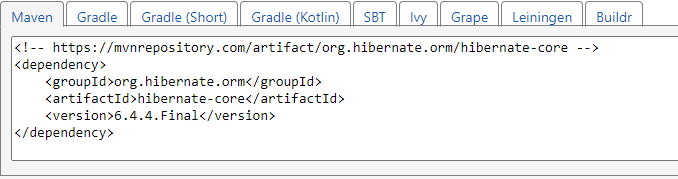 Maven Gradle Gradle (Short) Gradle (Kotlin) SBT Ivy Grape Leiningen Buildr
<!-- https://mvnrepository.com/artifact/org.hibernate.orm/hibernate-core -->
<dependency>
    <groupId>org.hibernate.orm</groupId>
    <artifactId>hibernate-core</artifactId>
    <version>6.4.4.Final</version>
</dependency>